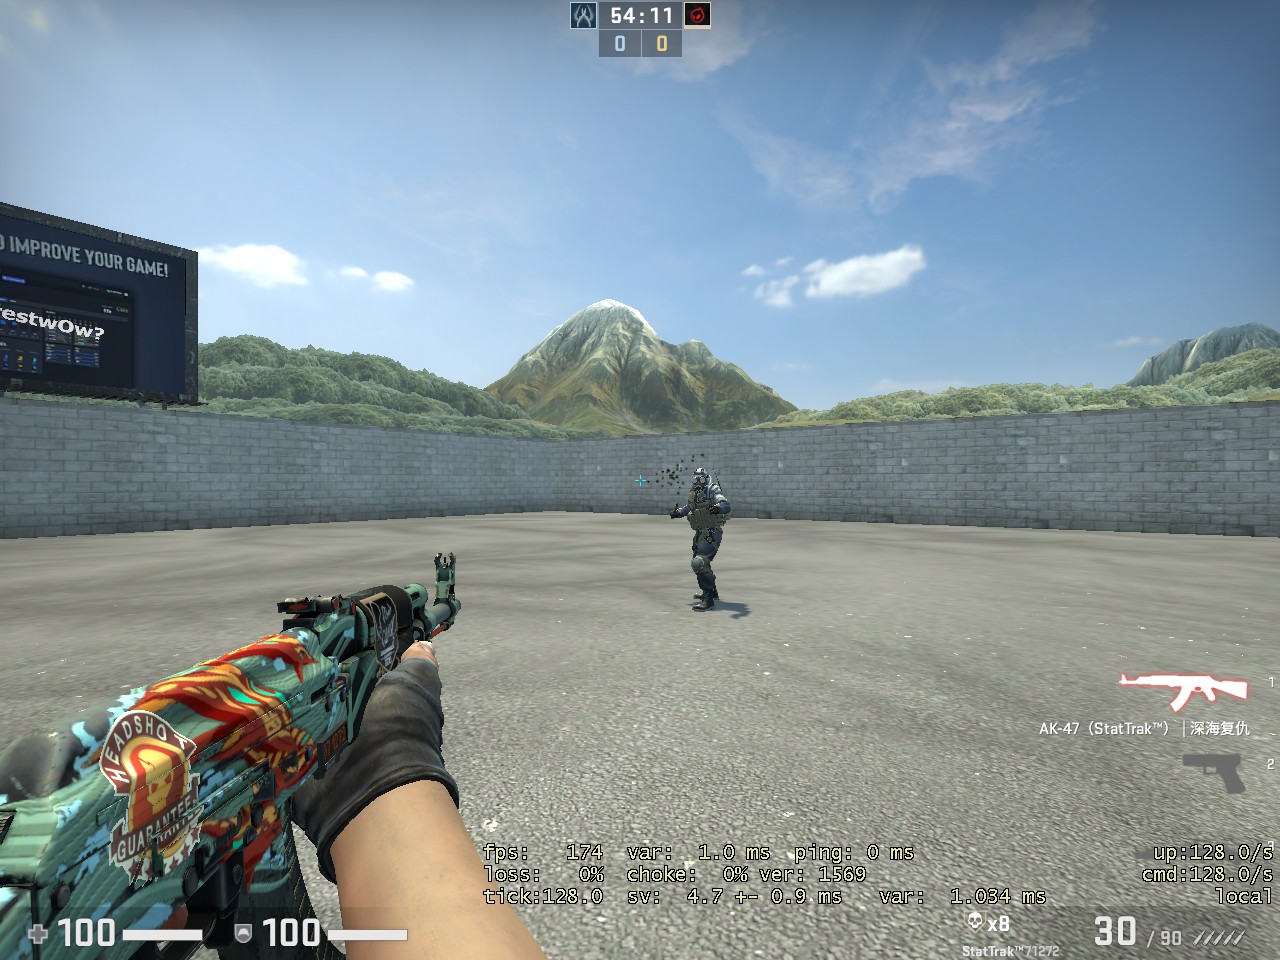 54:11
0 0
O IMPROVE YOUR GAME!
estwOw?
HEADSHOT
GUARANTEE
1
AK-47（StatTrak™） | 深海复仇
2
3
fps: 174 var: 1.0 ms ping: 0 ms
up:128.0/s
loss: 0% choke: 0% ver: 1569
cmd:128.0/s
tick:128.0 sv: 4.7 +- 0.9 ms var: 1.034 ms
local
100 100
x8
30 / 90
StatTrak™71272